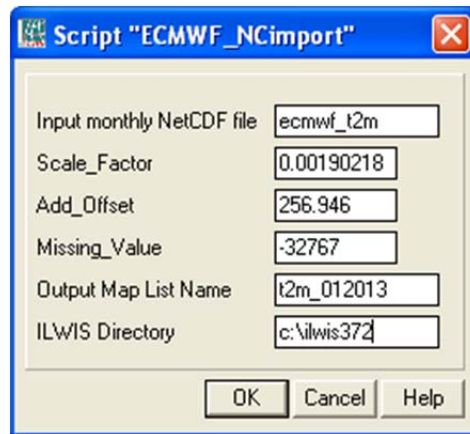 Script "ECMWF_NCimport"
Input monthly NetCDF file ecmwf_t2m
Scale_Factor 0.00190218
Add_Offset 256.946
Missing_Value -32767
Output Map List Name t2m_012013
ILWIS Directory c:\ilwis372
OK Cancel Help